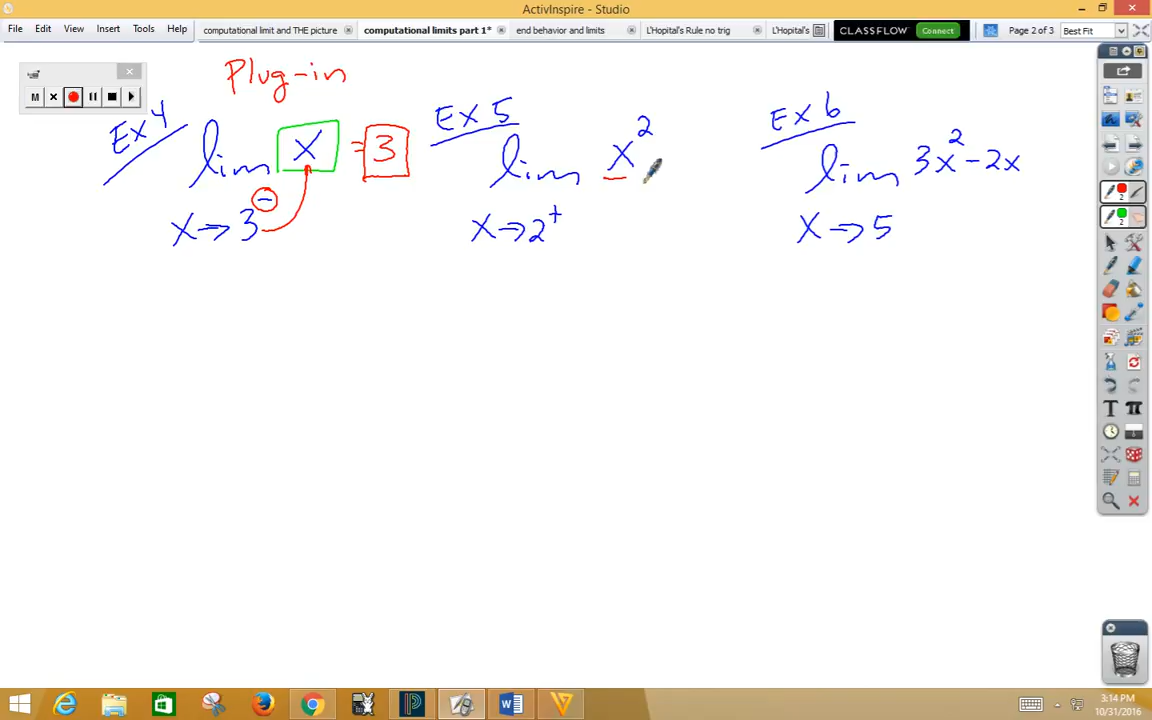 ActivInspire - Studio
File Edit View Insert Tools Help
computational limit and THE picture
computational limits part 1*
end behavior and limits
L'Hopital's Rule no trig
L'Hopital's
CLASSFLOW
Connect
Page 2 of 3
Best Fit
M
Plug-in
Ex 4
lim x = 3
x → 3⁻
Ex 5
lim x²
x → 2⁺
Ex 6
lim 3x² - 2x
x → 5
2
2
T π
3:14 PM
10/31/2016